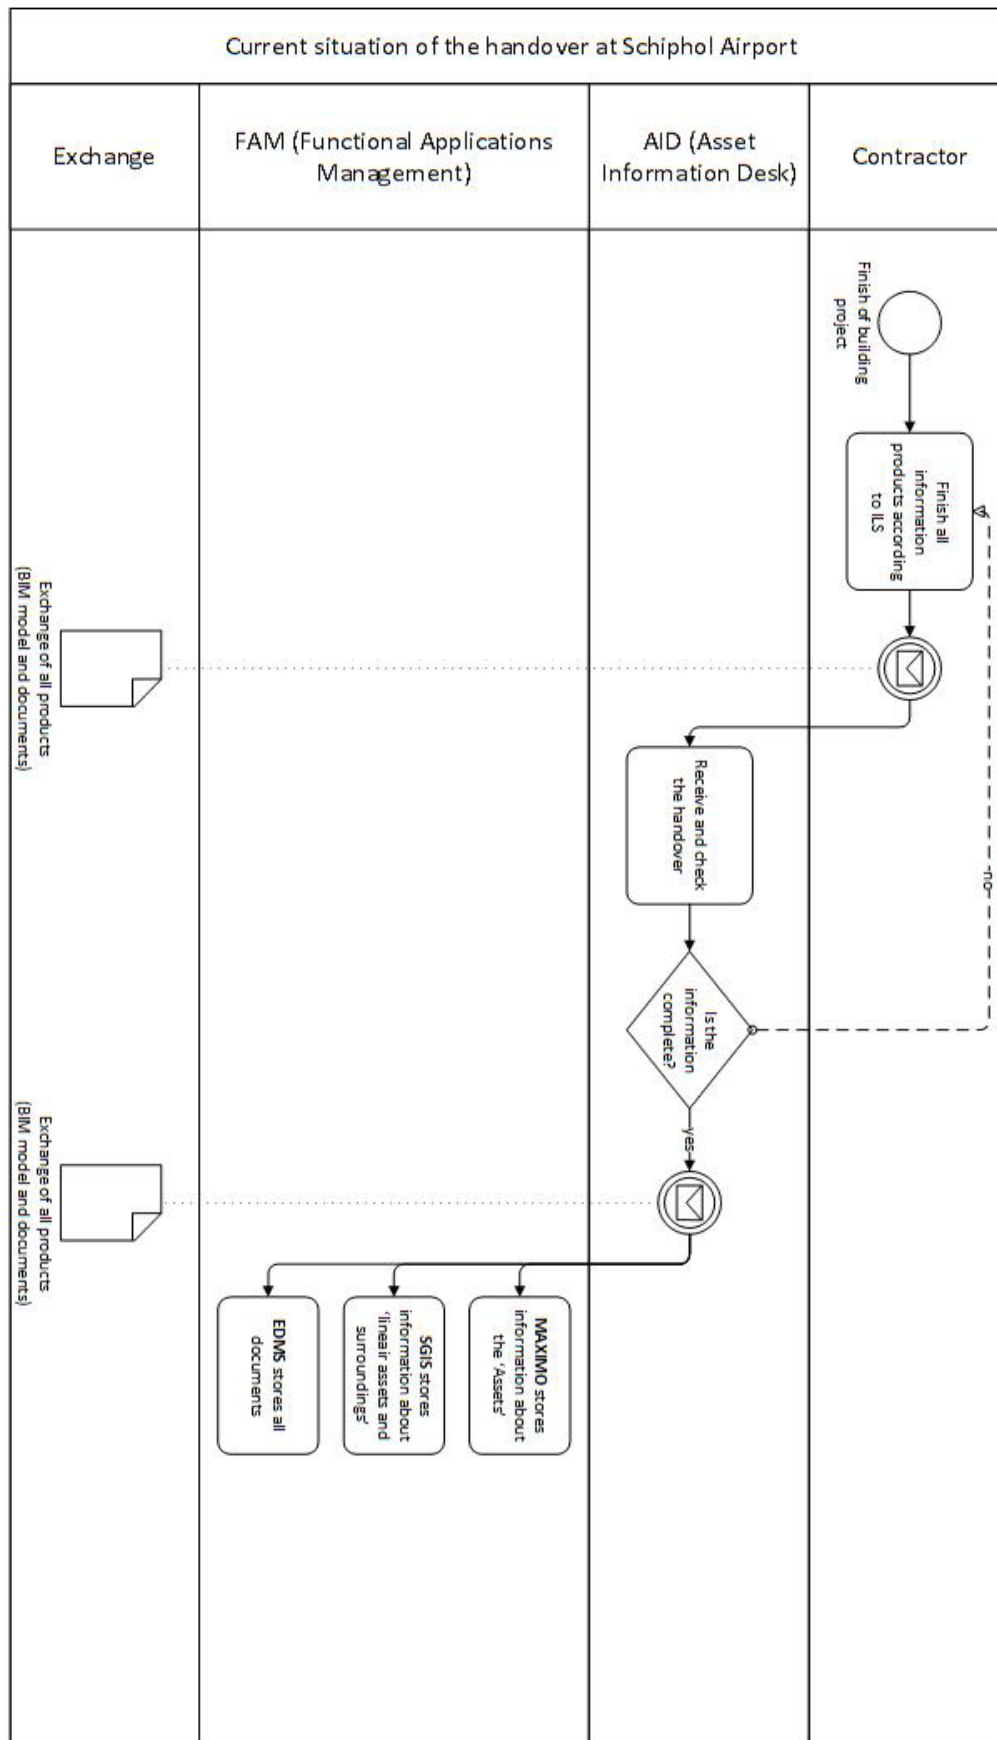 Current situation of the handover at Schiphol Airport
Exchange
FAM (Functional Applications
Management)
AID (Asset
Information Desk)
Contractor
Finish of building
project
Finish all
information
products according
to ILS
no
Exchange of all products
(BIM model and documents)
Receive and check
the handover
Is the
information
complete?
yes
Exchange of all products
(BIM model and documents)
MAXIMO stores
information about
the ‘Assets’
SGIS stores
information about
‘lineair assets and
surroundings’
EDMS stores all
documents